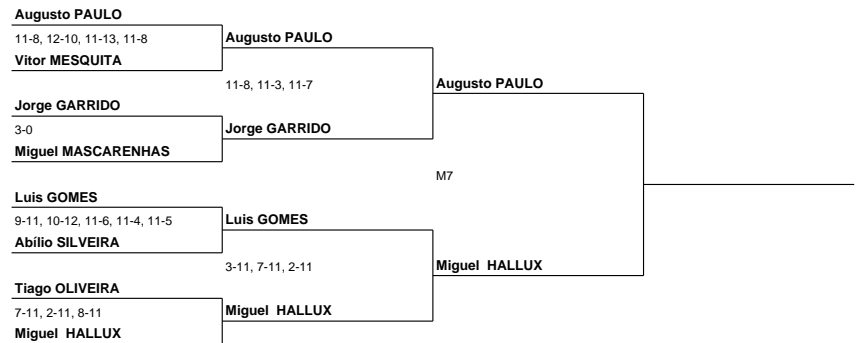 Augusto PAULO
11-8, 12-10, 11-13, 11-8
Vitor MESQUITA
Augusto PAULO
11-8, 11-3, 11-7
Jorge GARRIDO
3-0
Miguel MASCARENHAS
Jorge GARRIDO
Augusto PAULO
M7
Luis GOMES
9-11, 10-12, 11-6, 11-4, 11-5
Abílio SILVEIRA
Luis GOMES
3-11, 7-11, 2-11
Tiago OLIVEIRA
7-11, 2-11, 8-11
Miguel  HALLUX
Miguel  HALLUX
Miguel  HALLUX